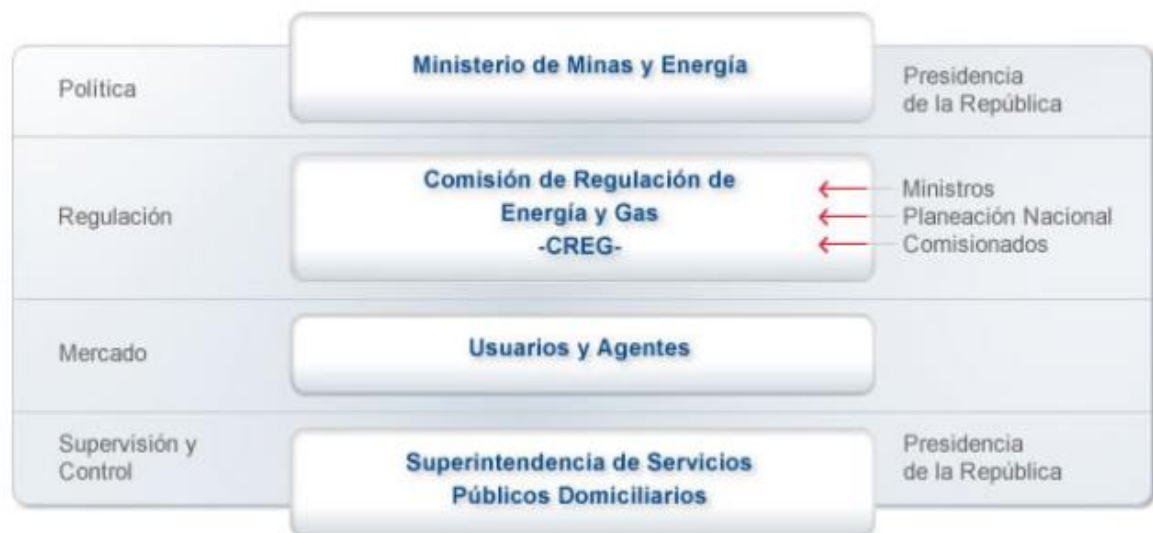 Política
Ministerio de Minas y Energía
Presidencia
de la República
Regulación
Comisión de Regulación de
Energía y Gas
-CREG-
Ministros
Planeación Nacional
Comisionados
Mercado
Usuarios y Agentes
Supervisión y
Control
Superintendencia de Servicios
Públicos Domiciliarios
Presidencia
de la República